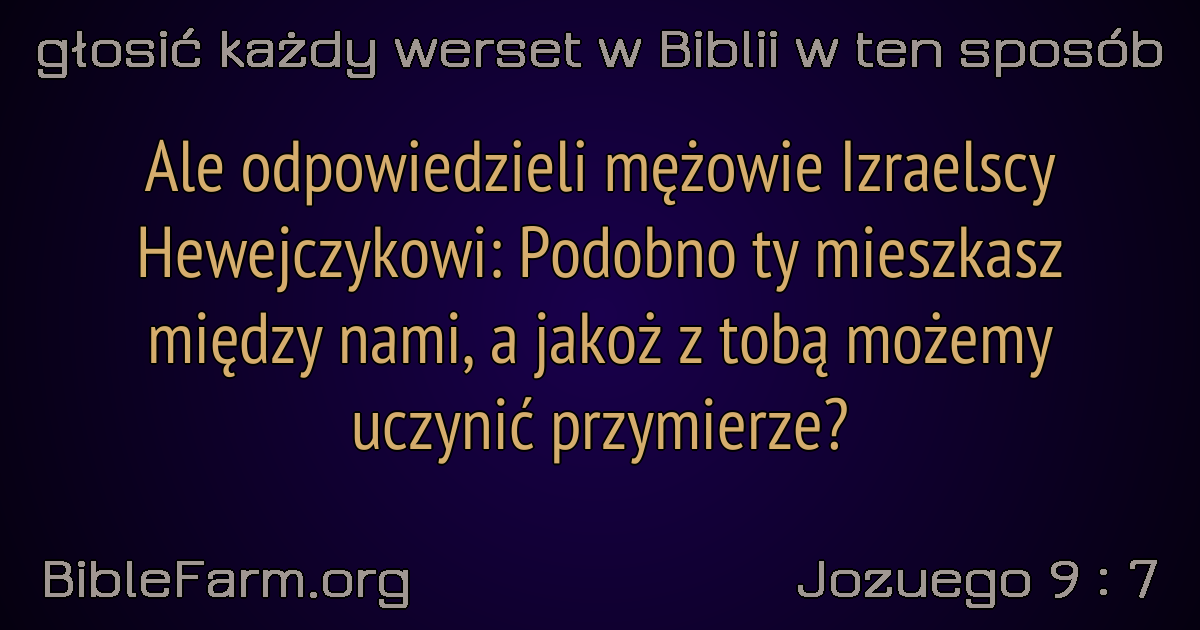 głosić każdy werset w Biblii w ten sposób
Ale odpowiedzieli mężowie Izraelscy
Hewejczykowi: Podobno ty mieszkasz
między nami, a jakoż z tobą możemy
uczynić przymierze?
BibleFarm.org
Jozuego 9 : 7